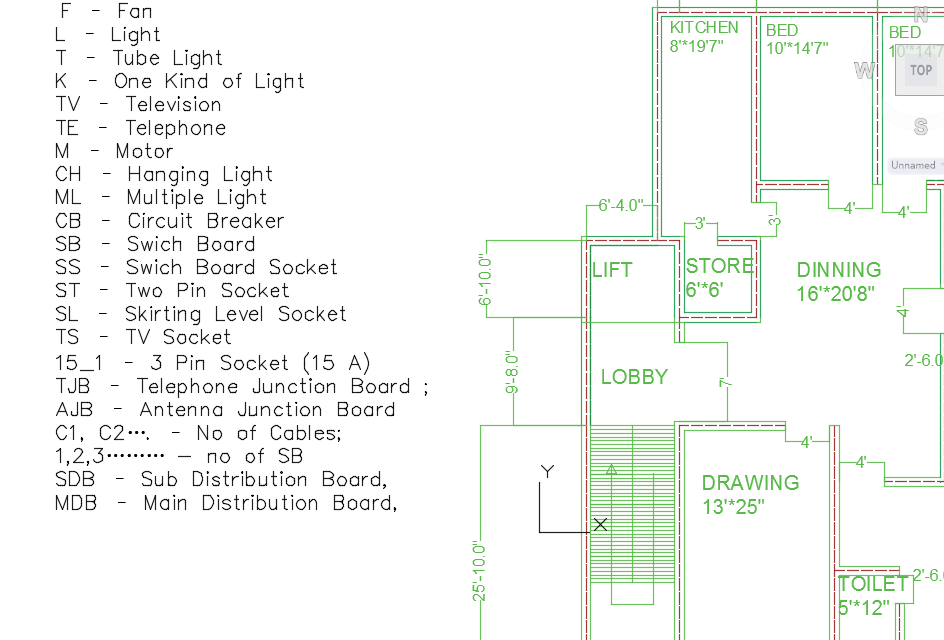 F - Fan
L - Light
T - Tube Light
K - One Kind of Light
TV - Television
TE - Telephone
M - Motor
CH - Hanging Light
ML - Multiple Light
CB - Circuit Breaker
SB - Swich Board
SS - Swich Board Socket
ST - Two Pin Socket
SL - Skirting Level Socket
TS - TV Socket
15_1 - 3 Pin Socket (15 A)
TJB - Telephone Junction Board ;
AJB - Antenna Junction Board
C1, C2···. - No of Cables;
1,2,3········· — no of SB
SDB - Sub Distribution Board,
MDB - Main Distribution Board,
KITCHEN
8'*19'7"
BED
10'*14'7"
BED
10'*14'7
N
W
TOP
S
Unnamed
6'-4.0"
3'
3'
4'
4'
6'-10.0"
LIFT
STORE
6'*6'
DINNING
16'*20'8"
4'
2'-6.0
9'-8.0"
LOBBY
7'
4'
4'
DRAWING
13'*25"
Y
X
25'-10.0"
TOILET
5'*12"
2'-6.0